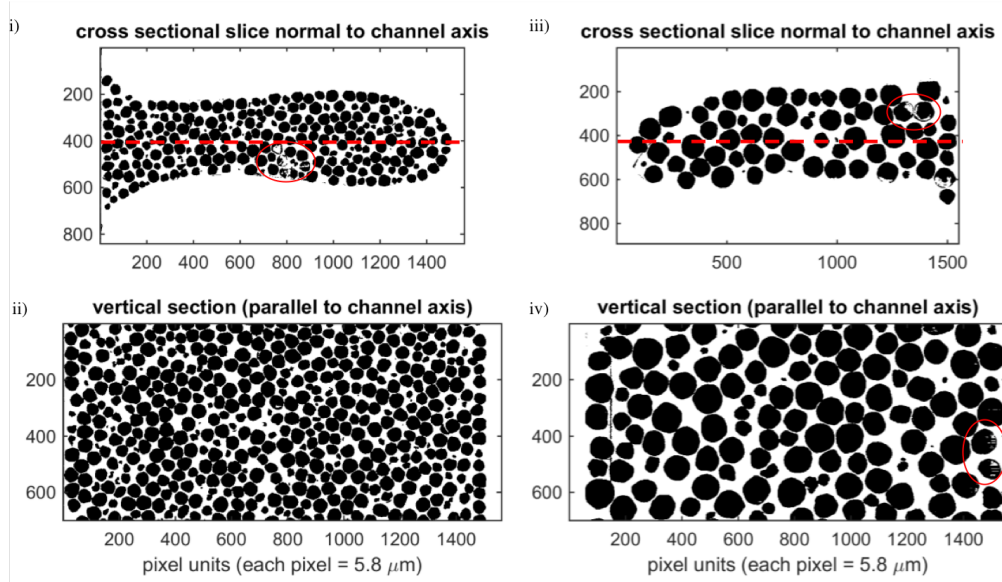 i)
cross sectional slice normal to channel axis
200
400
600
800
200 400 600 800 1000 1200 1400
iii)
cross sectional slice normal to channel axis
200
400
600
800
500 1000 1500
ii)
vertical section (parallel to channel axis)
200
400
600
200 400 600 800 1000 1200 1400
pixel units (each pixel = 5.8 μm)
iv)
vertical section (parallel to channel axis)
200
400
600
200 400 600 800 1000 1200 1400
pixel units (each pixel = 5.8 μm)